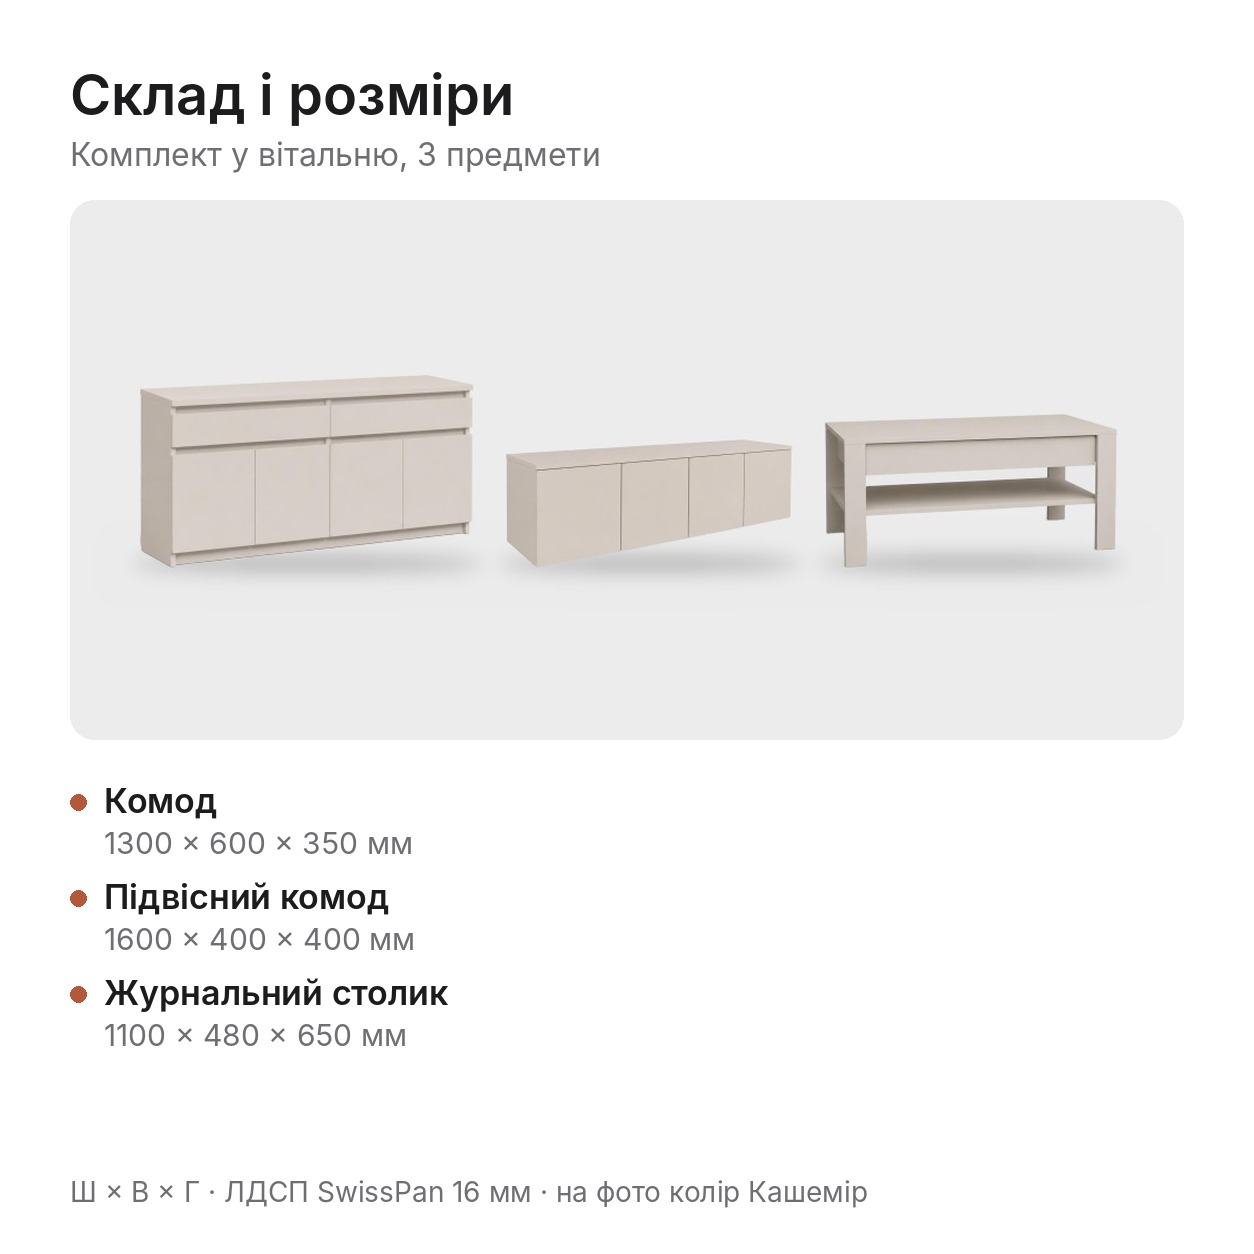 Склад і розміри
Комплект у вітальню, 3 предмети
Комод
1300 × 600 × 350 мм
Підвісний комод
1600 × 400 × 400 мм
Журнальний столик
1100 × 480 × 650 мм
Ш × В × Г · ЛДСП SwissPan 16 мм · на фото колір Кашемір